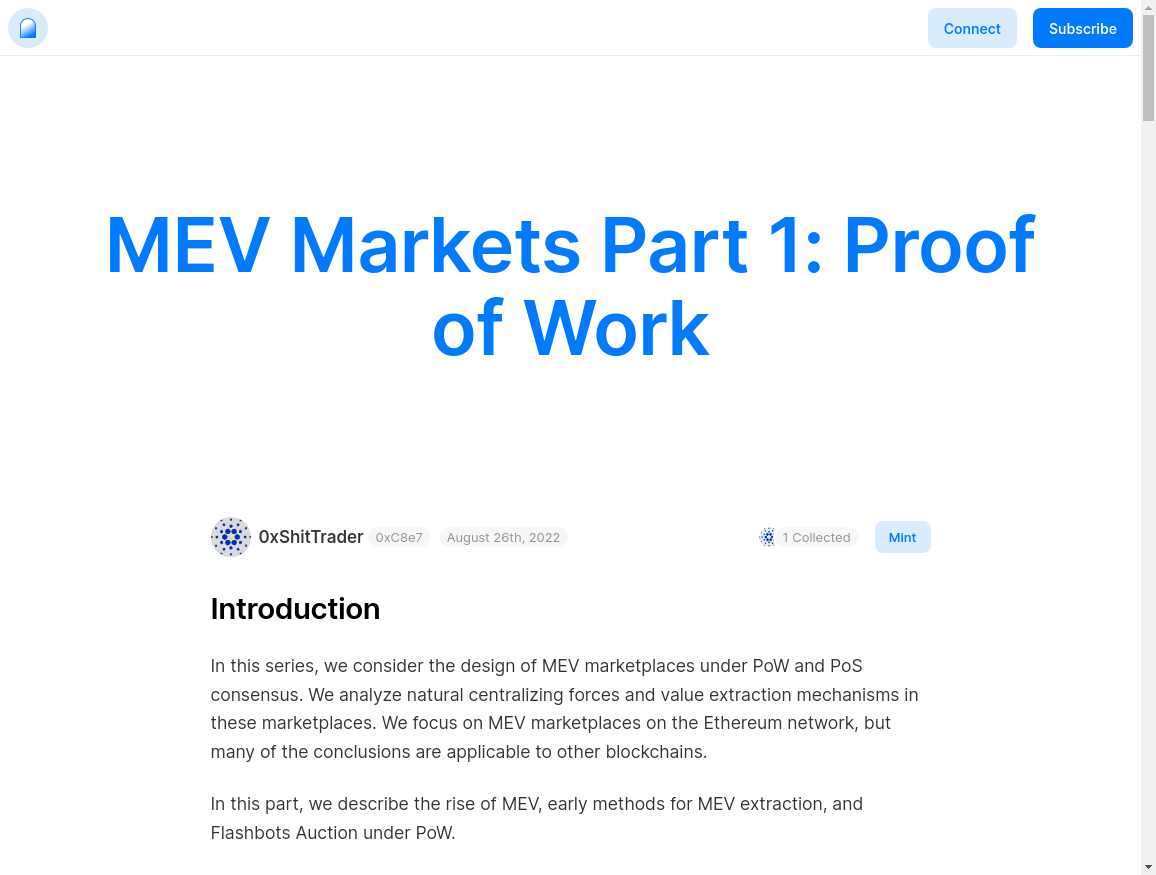 Connect
Subscribe
MEV Markets Part 1: Proof
of Work
0xShitTrader
0xC8e7
August 26th, 2022
1 Collected
Mint
Introduction
In this series, we consider the design of MEV marketplaces under PoW and PoS
consensus. We analyze natural centralizing forces and value extraction mechanisms in
these marketplaces. We focus on MEV marketplaces on the Ethereum network, but
many of the conclusions are applicable to other blockchains.
In this part, we describe the rise of MEV, early methods for MEV extraction, and
Flashbots Auction under PoW.